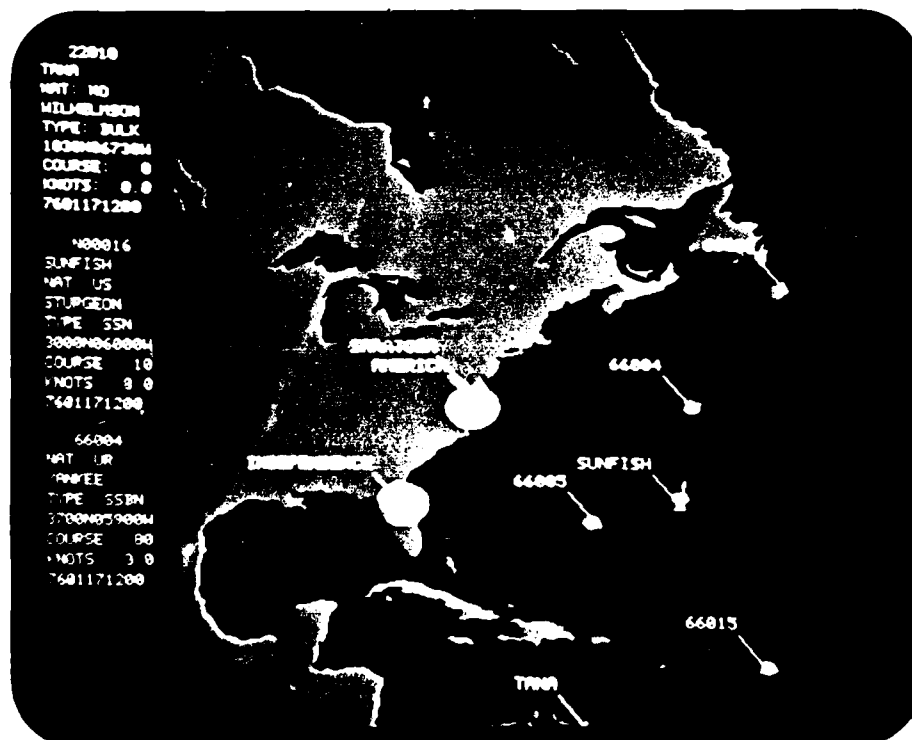 22010
TANA
NAT: NO
WILHELMSON
TYPE: BULK
1030N06730W
COURSE: 0
KNOTS: 0.0
7601171200
N00016
SUNFISH
NAT US
STURGEON
TYPE SSN
3000N06000W
COURSE 10
KNOTS 8.0
7601171200
66004
NAT UR
YANKEE
TYPE SSBN
3700N05900W
COURSE 80
KNOTS 3.0
7601171200
AMERICA
66004
INDEPENDENCE
SUNFISH
66005
66015
TANA